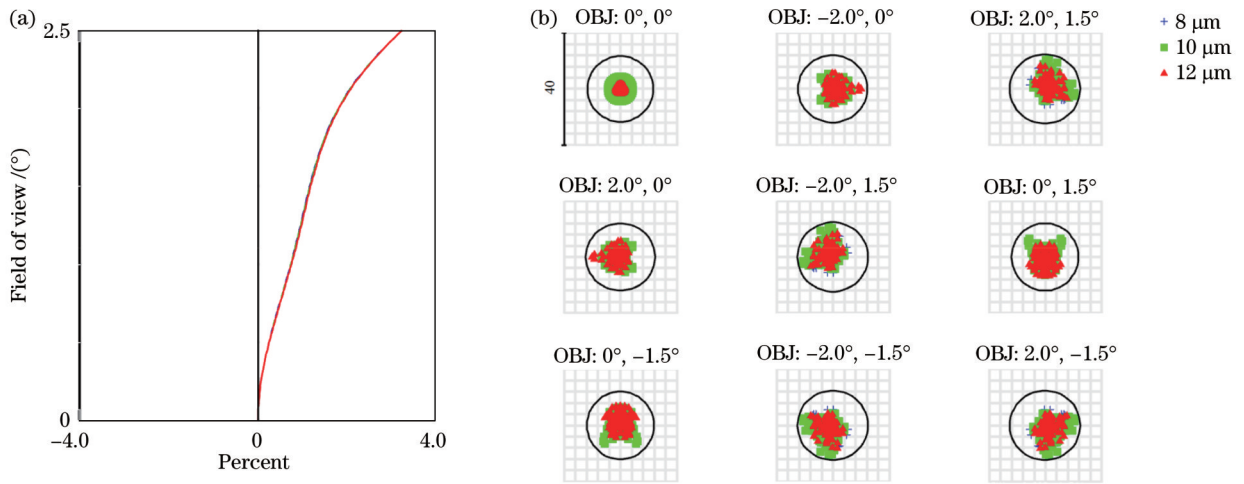 (a)
2.5
0
−4.0
0
4.0
Field of view /(°)
Percent
(b)
OBJ: 0°, 0°
OBJ: −2.0°, 0°
OBJ: 2.0°, 1.5°
40
OBJ: 2.0°, 0°
OBJ: −2.0°, 1.5°
OBJ: 0°, 1.5°
OBJ: 0°, −1.5°
OBJ: −2.0°, −1.5°
OBJ: 2.0°, −1.5°
8 μm
10 μm
12 μm